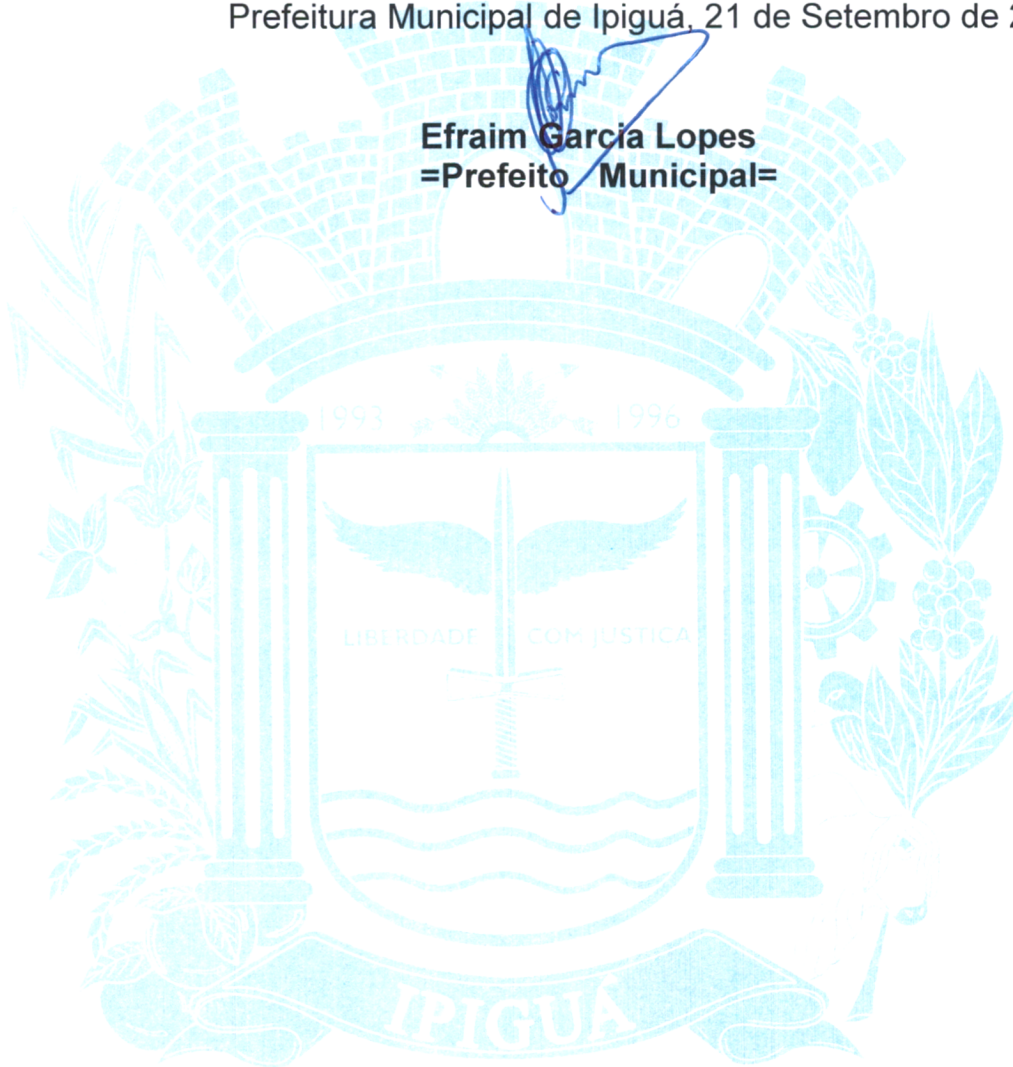 Prefeitura Municipal de Ipiguá, 21 de Setembro de
Efraim Garcia Lopes
=Prefeito Municipal=
1993 1996
LIBERDADE COM JUSTIÇA
IPIGUÁ